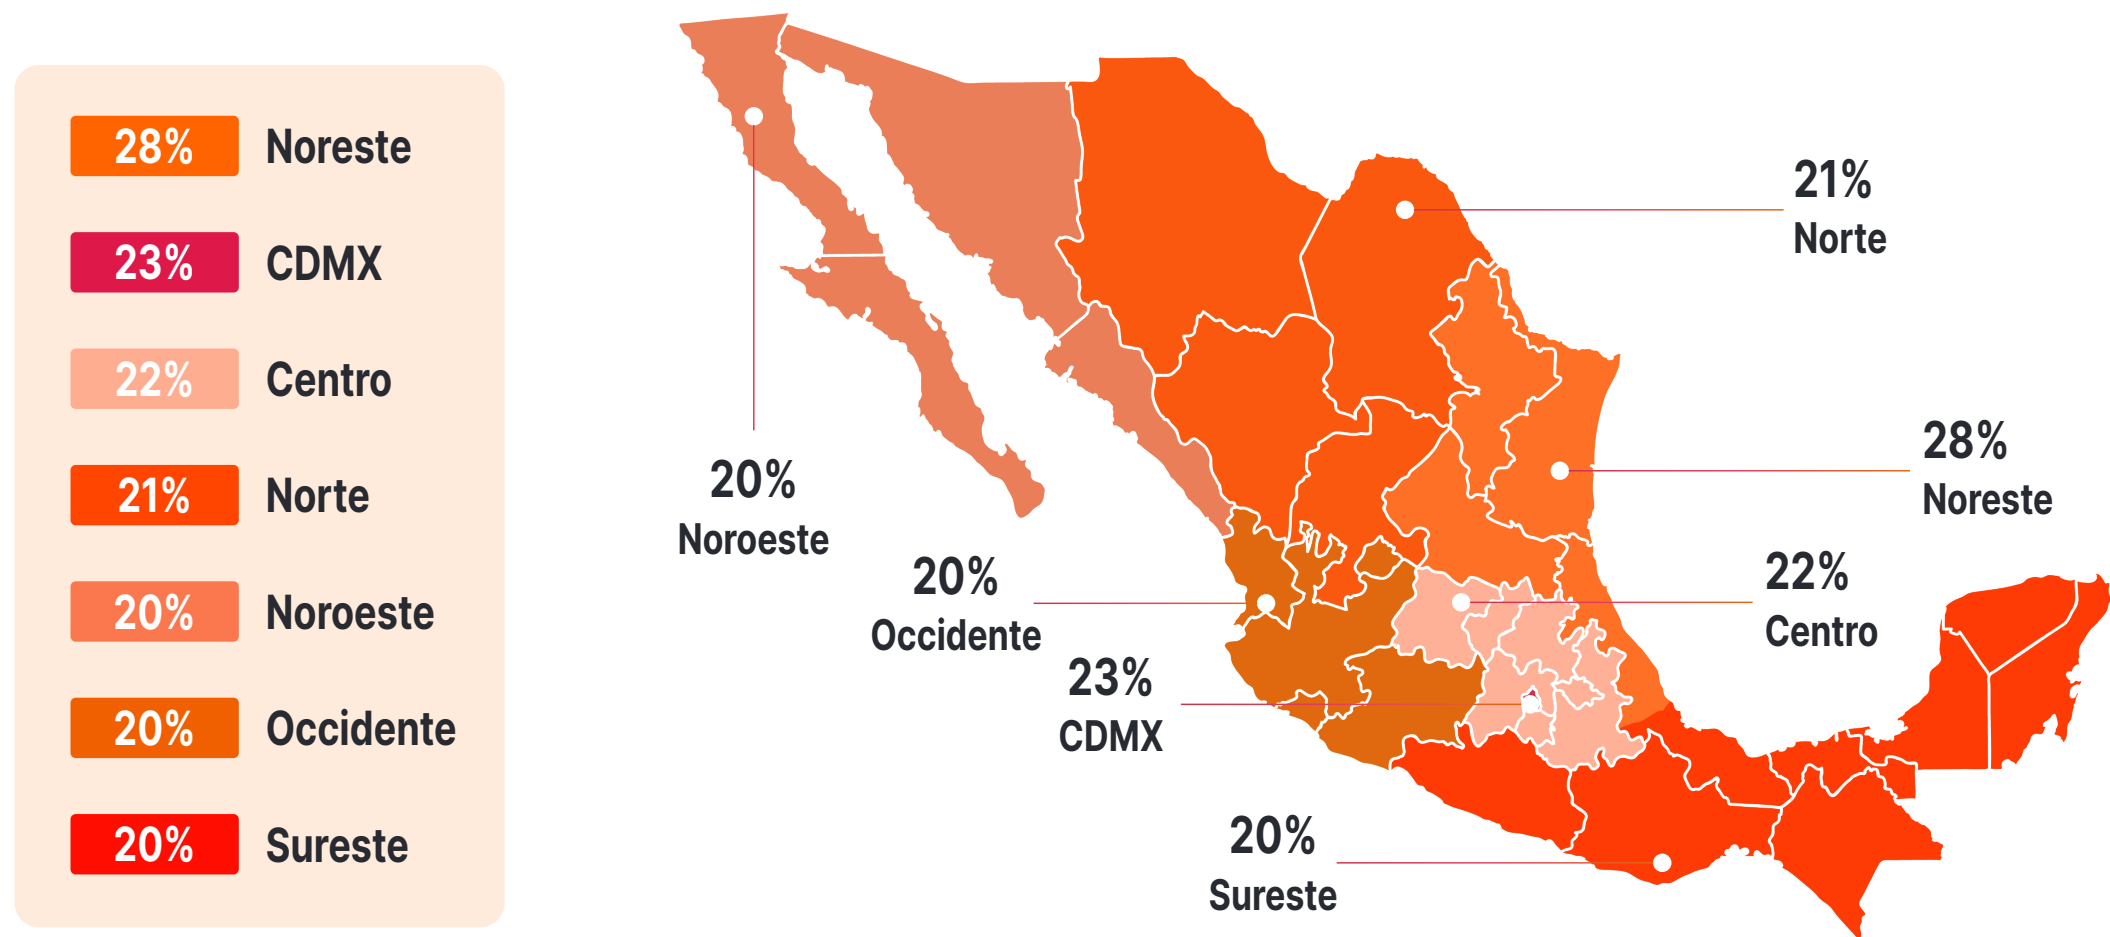 28% Noreste
23% CDMX
22% Centro
21% Norte
20% Noroeste
20% Occidente
20% Sureste
21%
Norte
28%
Noreste
20%
Noroeste
20%
Occidente
22%
Centro
23%
CDMX
20%
Sureste